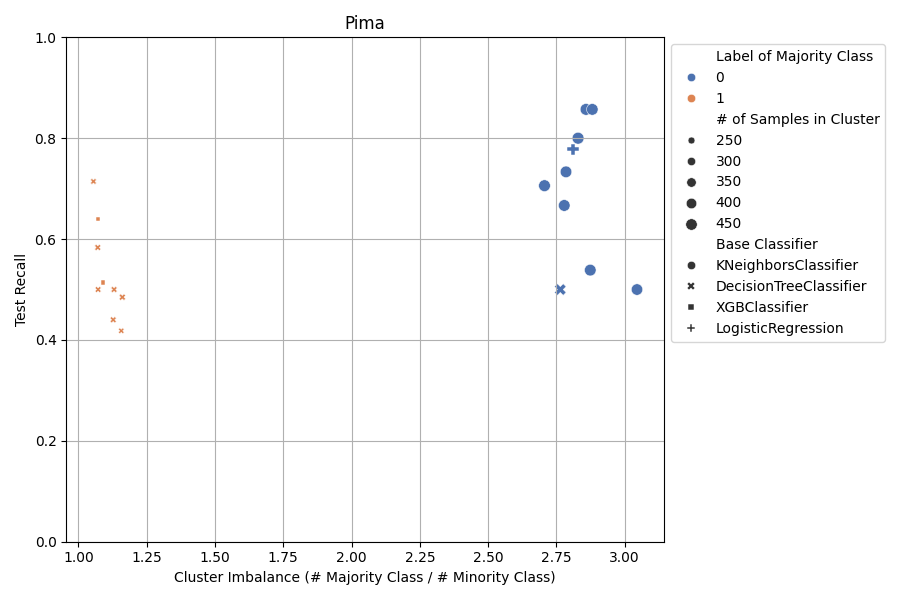 Pima
Test Recall
1.0
0.8
0.6
0.4
0.2
0.0
1.00 1.25 1.50 1.75 2.00 2.25 2.50 2.75 3.00
Cluster Imbalance (# Majority Class / # Minority Class)
Label of Majority Class
0
1
# of Samples in Cluster
250
300
350
400
450
Base Classifier
KNeighborsClassifier
DecisionTreeClassifier
XGBClassifier
LogisticRegression